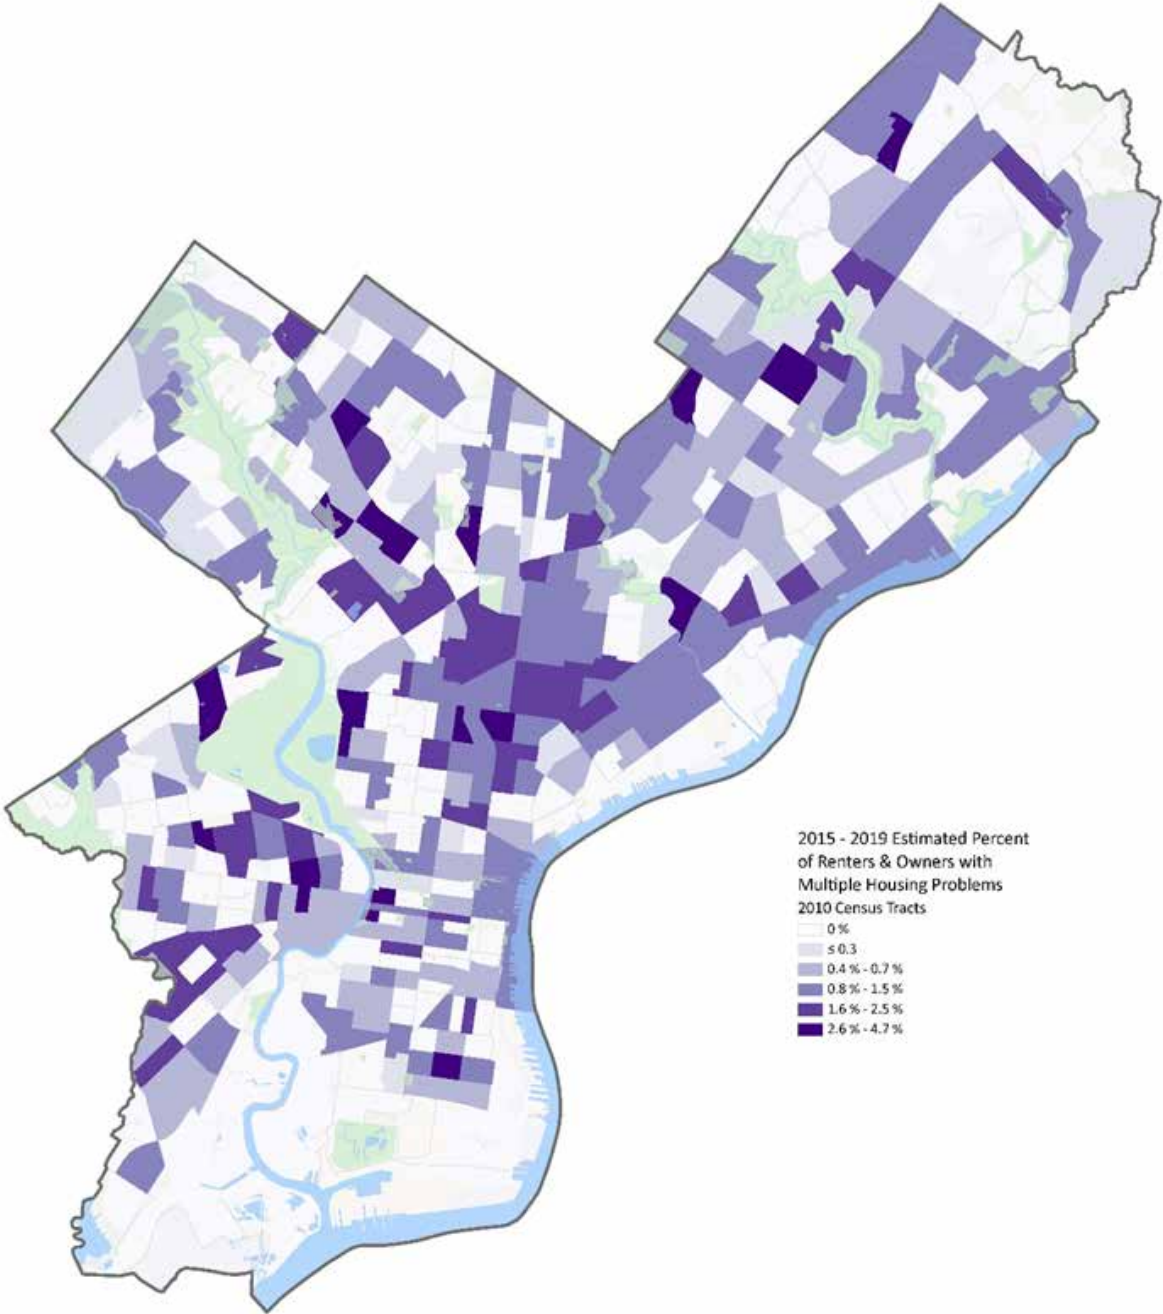 2015 - 2019 Estimated Percent
of Renters & Owners with
Multiple Housing Problems
2010 Census Tracts
0 %
≤ 0.3
0.4 % - 0.7 %
0.8 % - 1.5 %
1.6 % - 2.5 %
2.6 % - 4.7 %